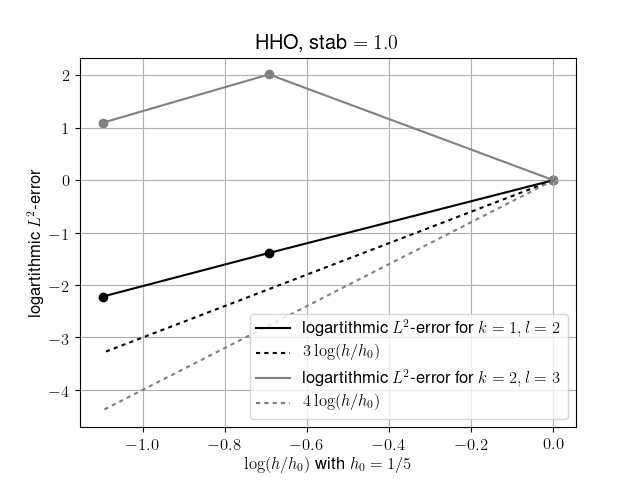 HHO, stab = 1.0
2
1
0
−1
−2
−3
−4
logartithmic L²-error
logartithmic L²-error for k = 1, l = 2
3 log(h/h₀)
logartithmic L²-error for k = 2, l = 3
4 log(h/h₀)
−1.0 −0.8 −0.6 −0.4 −0.2 0.0
log(h/h₀) with h₀ = 1/5